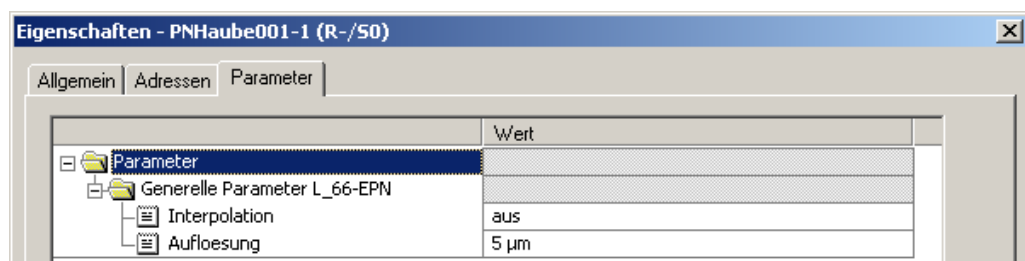 Eigenschaften - PNHaube001-1 (R-/S0)
Allgemein Adressen Parameter
Wert
Parameter
Generelle Parameter L_66-EPN
Interpolation aus
Aufloesung 5 µm